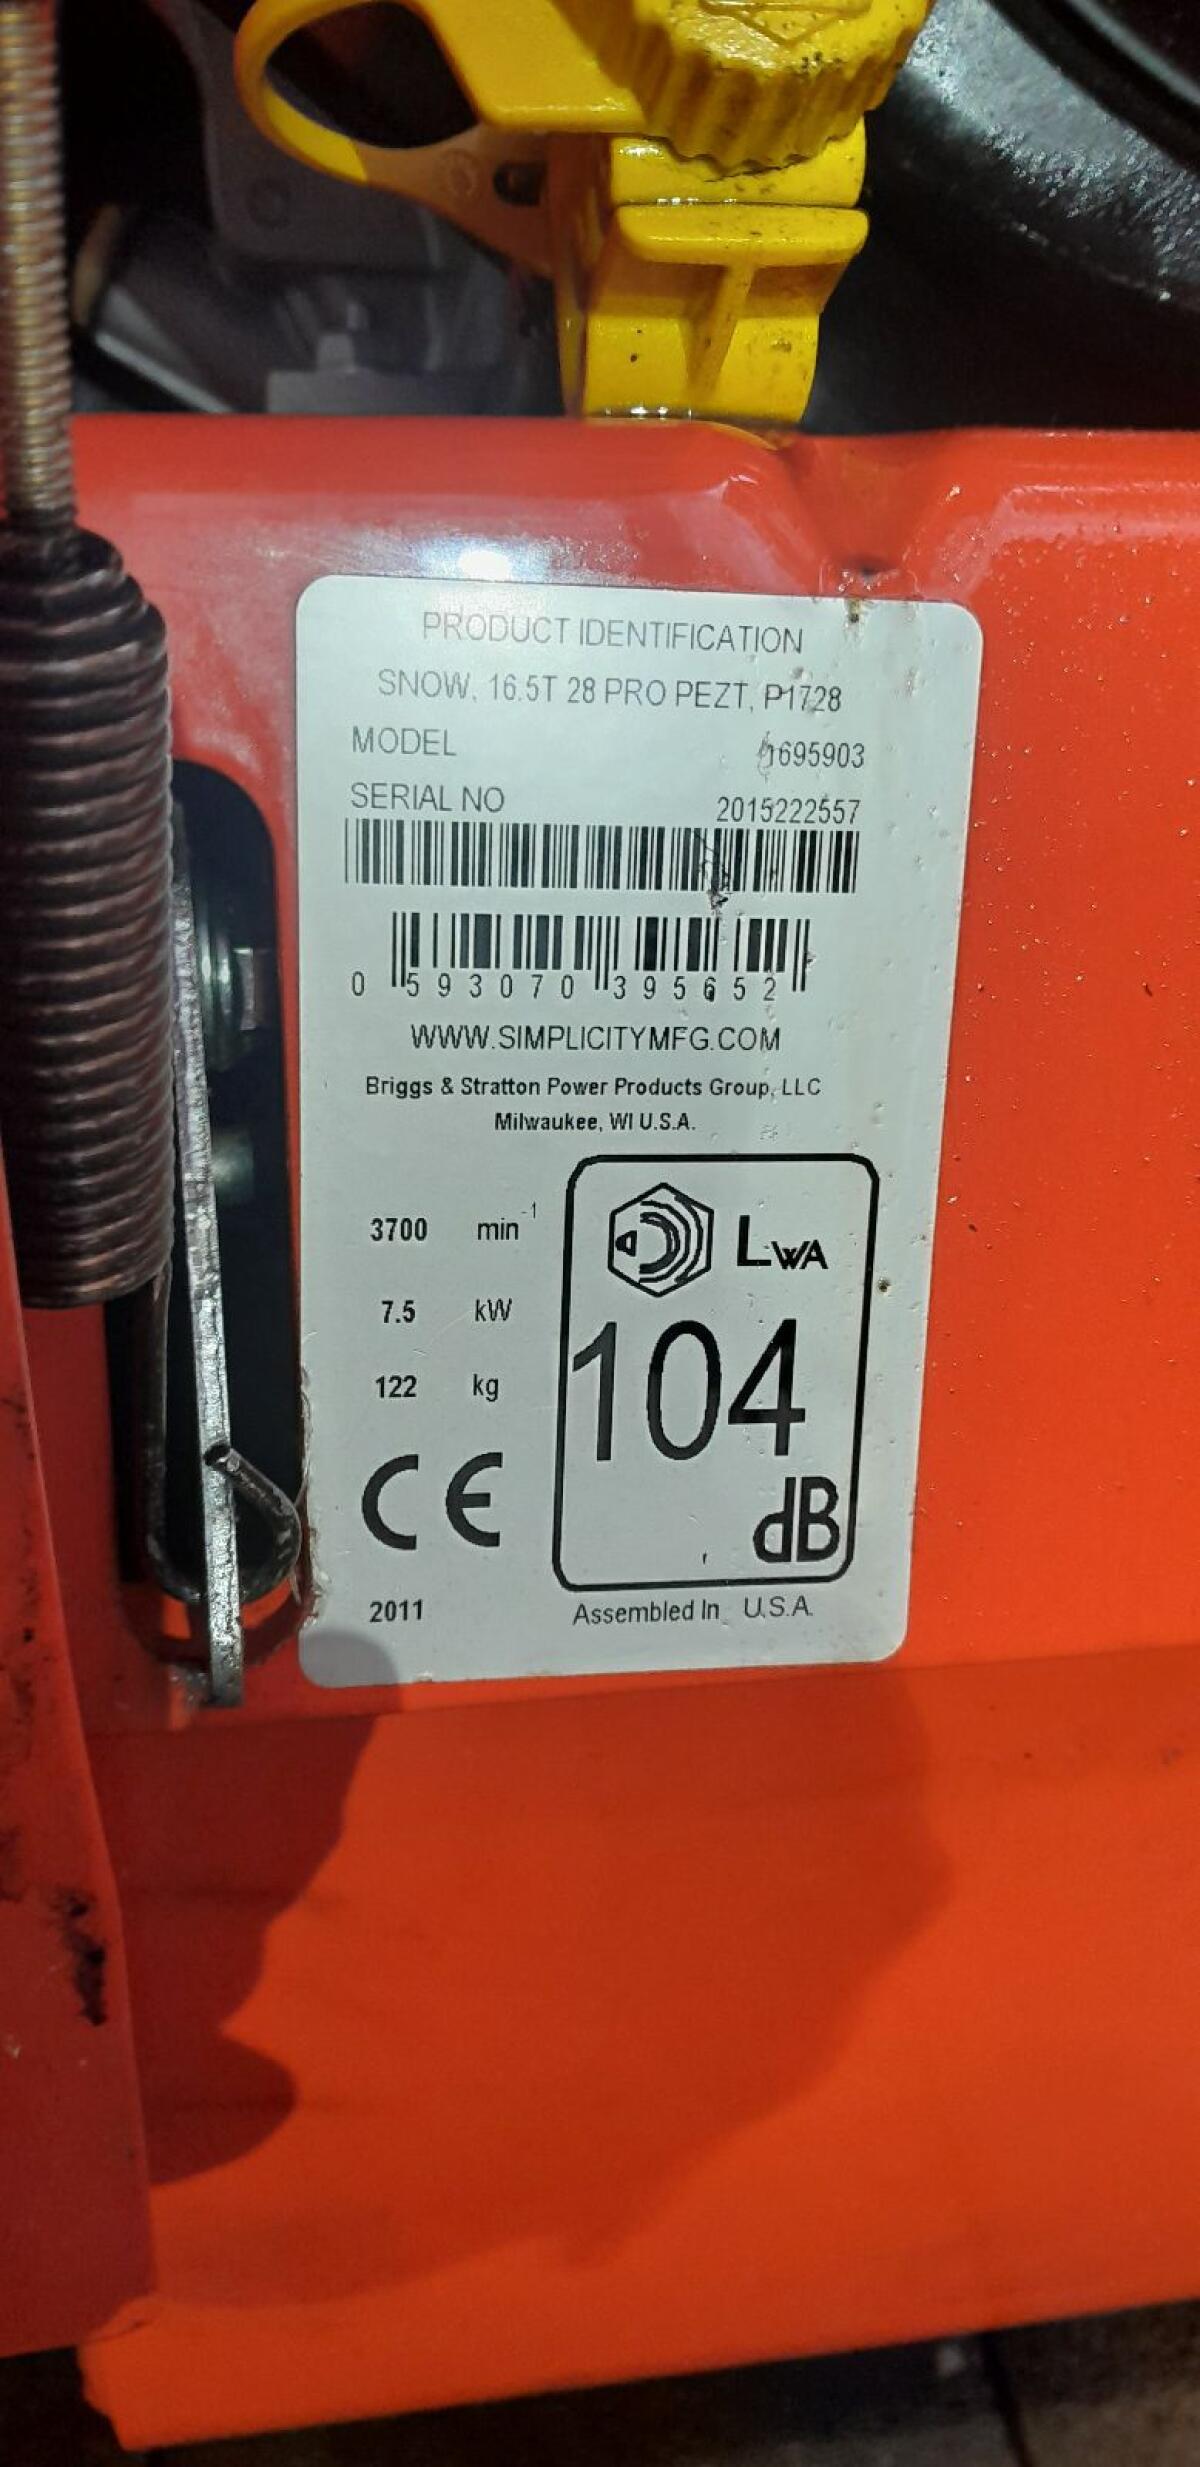 PRODUCT IDENTIFICATION
SNOW, 16.5T 28 PRO PEZT, P1728
MODEL 1695903
SERIAL NO 2015222557
0 593070 395652
WWW.SIMPLICITYMFG.COM
Briggs & Stratton Power Products Group, LLC
Milwaukee, WI U.S.A.
3700 min-1
7.5 kW
122 kg
CE
2011
LWA
104
dB
Assembled In U.S.A.